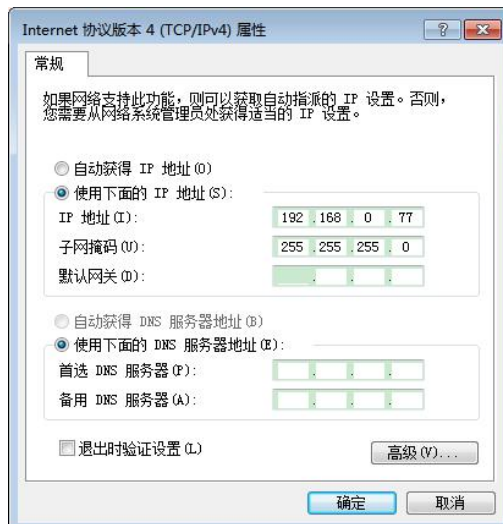 Internet 协议版本 4 (TCP/IPv4) 属性
常规
如果网络支持此功能，则可以获取自动指派的 IP 设置。否则，
您需要从网络系统管理员处获得适当的 IP 设置。
自动获得 IP 地址(O)
使用下面的 IP 地址(S):
IP 地址(I): 192 . 168 . 0 . 77
子网掩码(U): 255 . 255 . 255 . 0
默认网关(D): . . .
自动获得 DNS 服务器地址(B)
使用下面的 DNS 服务器地址(E):
首选 DNS 服务器(P): . . .
备用 DNS 服务器(A): . . .
退出时验证设置(L)
高级(V)...
确定 取消